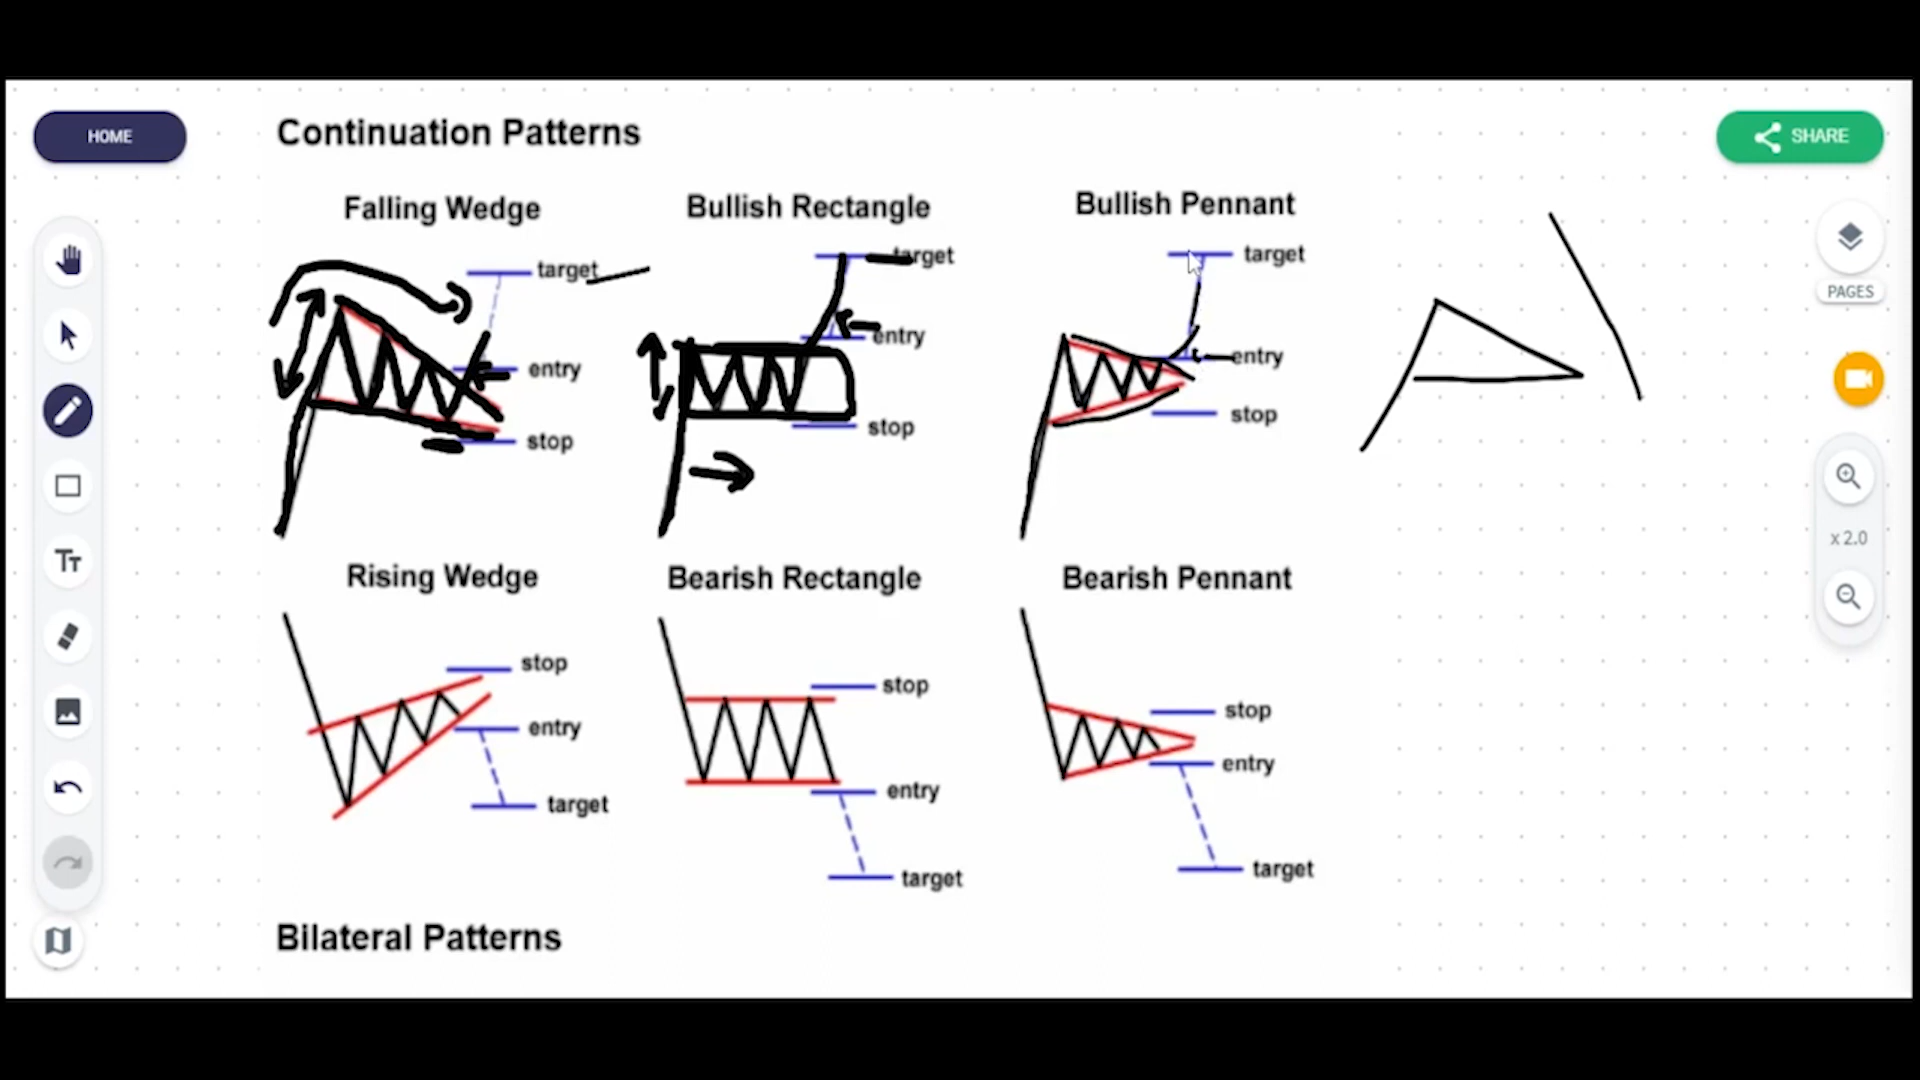 HOME
Continuation Patterns
SHARE
Falling Wedge
Bullish Rectangle
Bullish Pennant
target
target
target
PAGES
entry
entry
entry
stop
stop
stop
x 2.0
Rising Wedge
Bearish Rectangle
Bearish Pennant
stop
stop
stop
entry
entry
entry
target
target
target
Tт
Bilateral Patterns